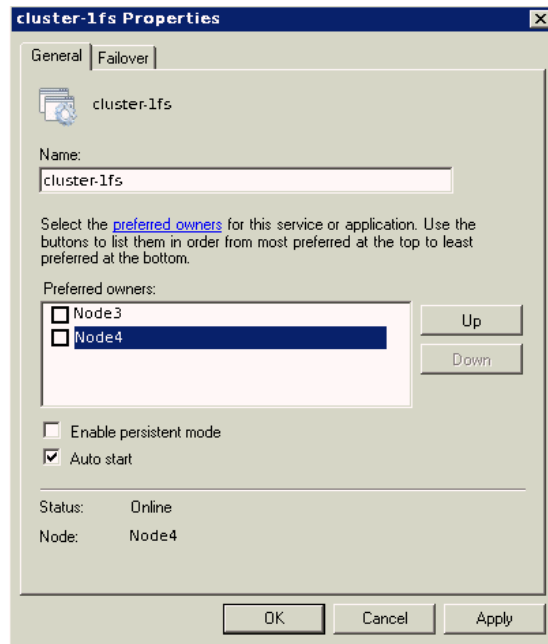 cluster-1fs Properties
General Failover
cluster-1fs
Name:
cluster-1fs
Select the preferred owners for this service or application. Use the
buttons to list them in order from most preferred at the top to least
preferred at the bottom.
Preferred owners:
Node3
Node4
Up
Down
Enable persistent mode
Auto start
Status: Online
Node: Node4
OK Cancel Apply